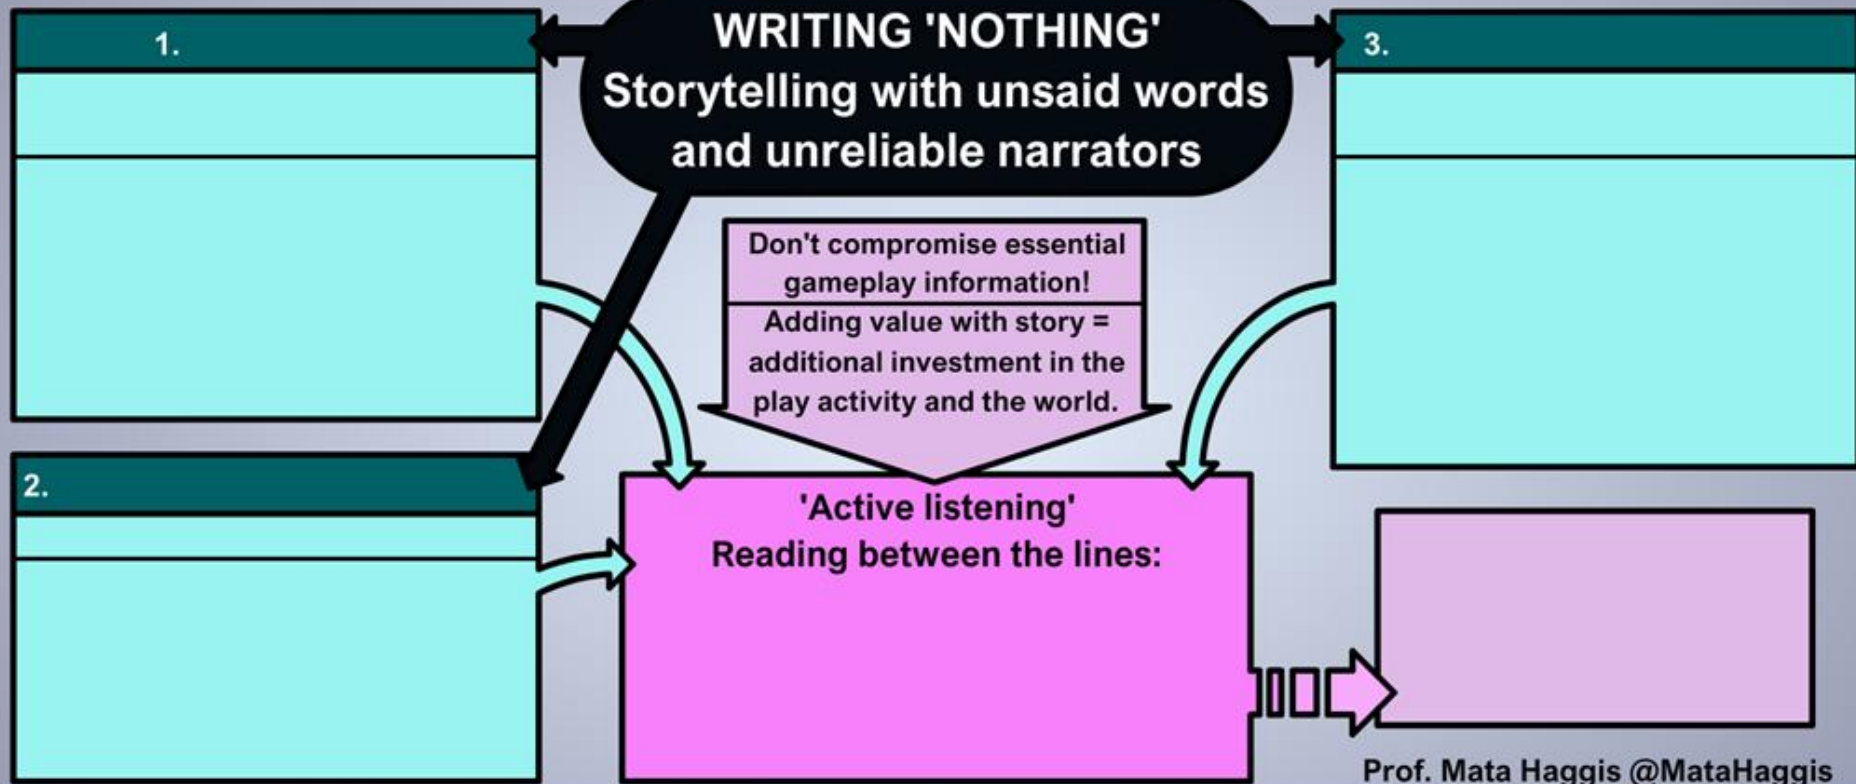 WRITING 'NOTHING'
Storytelling with unsaid words
and unreliable narrators
1.
2.
3.
Don't compromise essential
gameplay information!
Adding value with story =
additional investment in the
play activity and the world.
'Active listening'
Reading between the lines:
Prof. Mata Haggis @MataHaggis